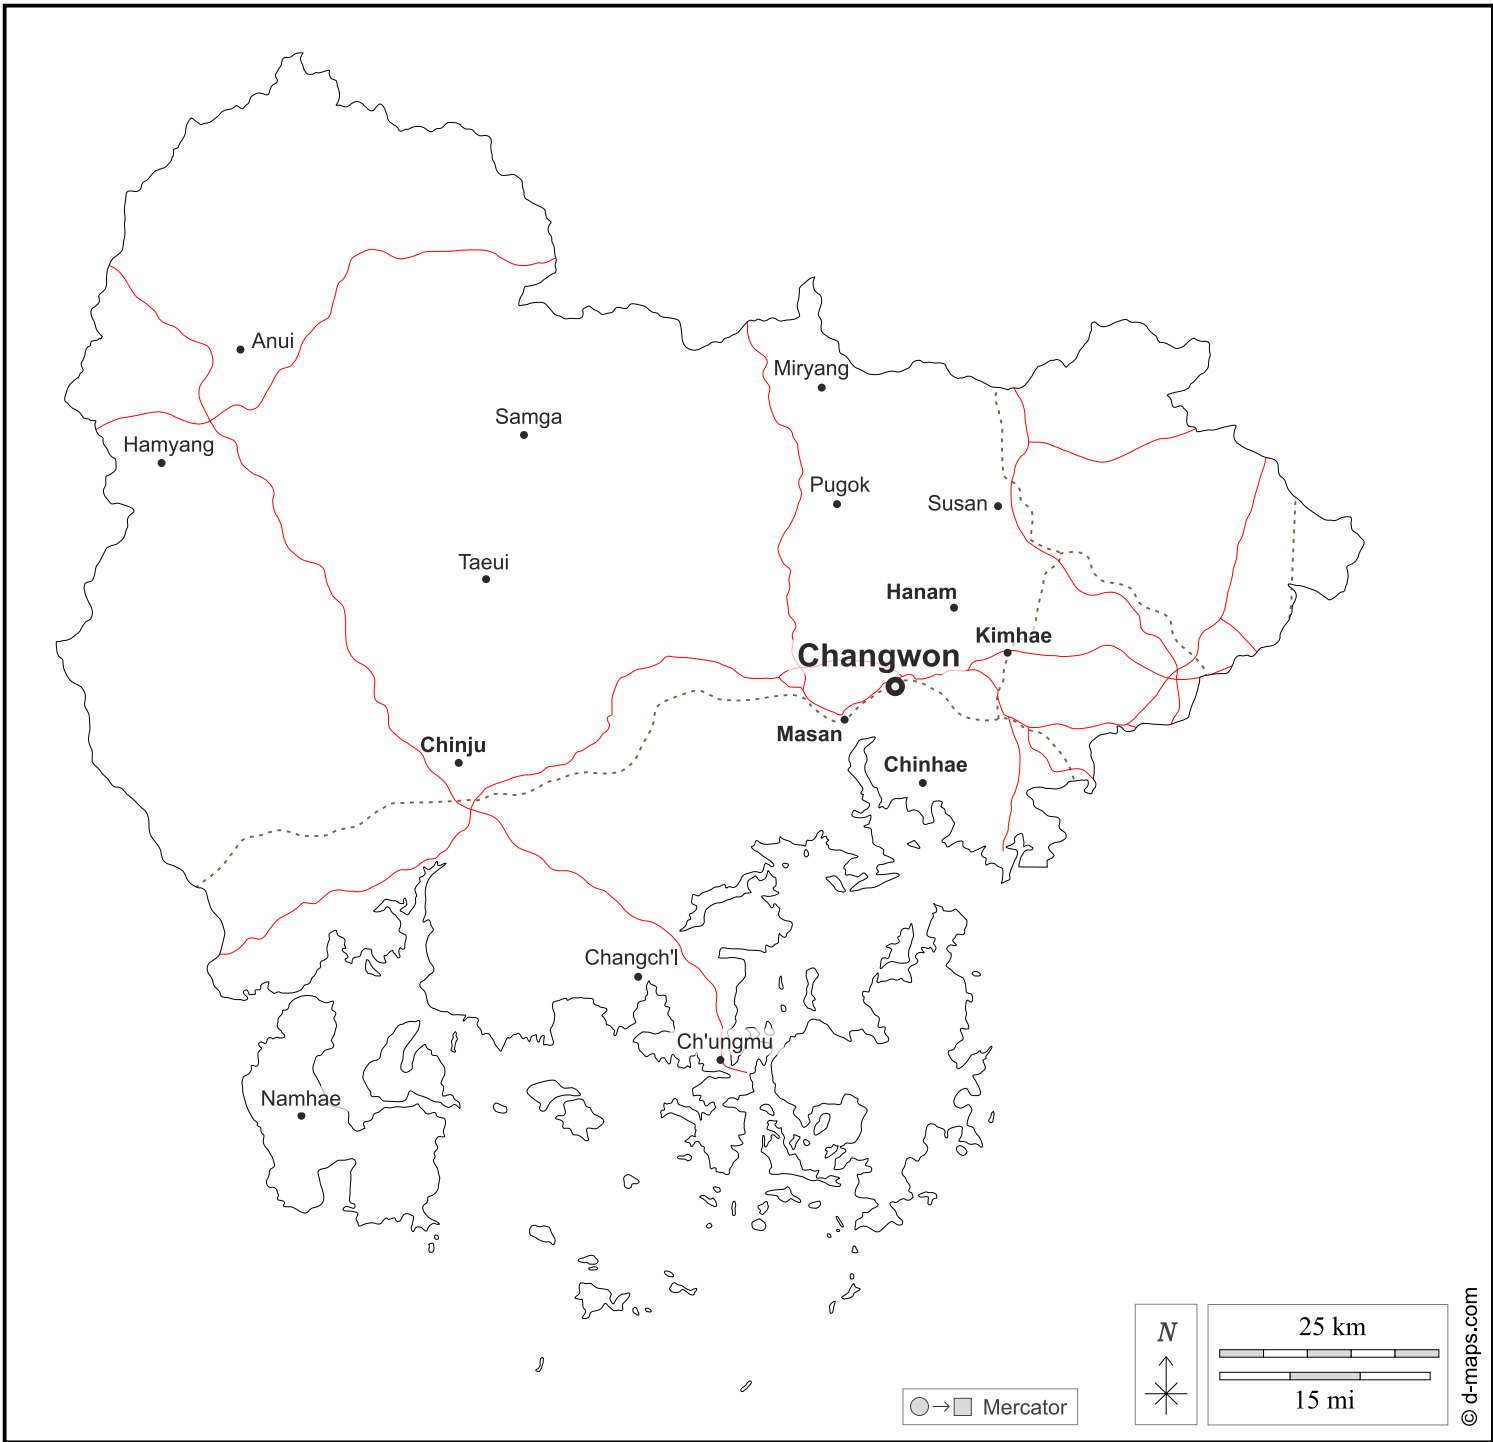 Anui
Miryang
Samga
Hamyang
Pugok
Susan
Taeui
Hanam
Kimhae
Changwon
Masan
Chinju
Chinhae
Changch'l
Ch'ungmu
Namhae
N
25 km
15 mi
Mercator
© d-maps.com